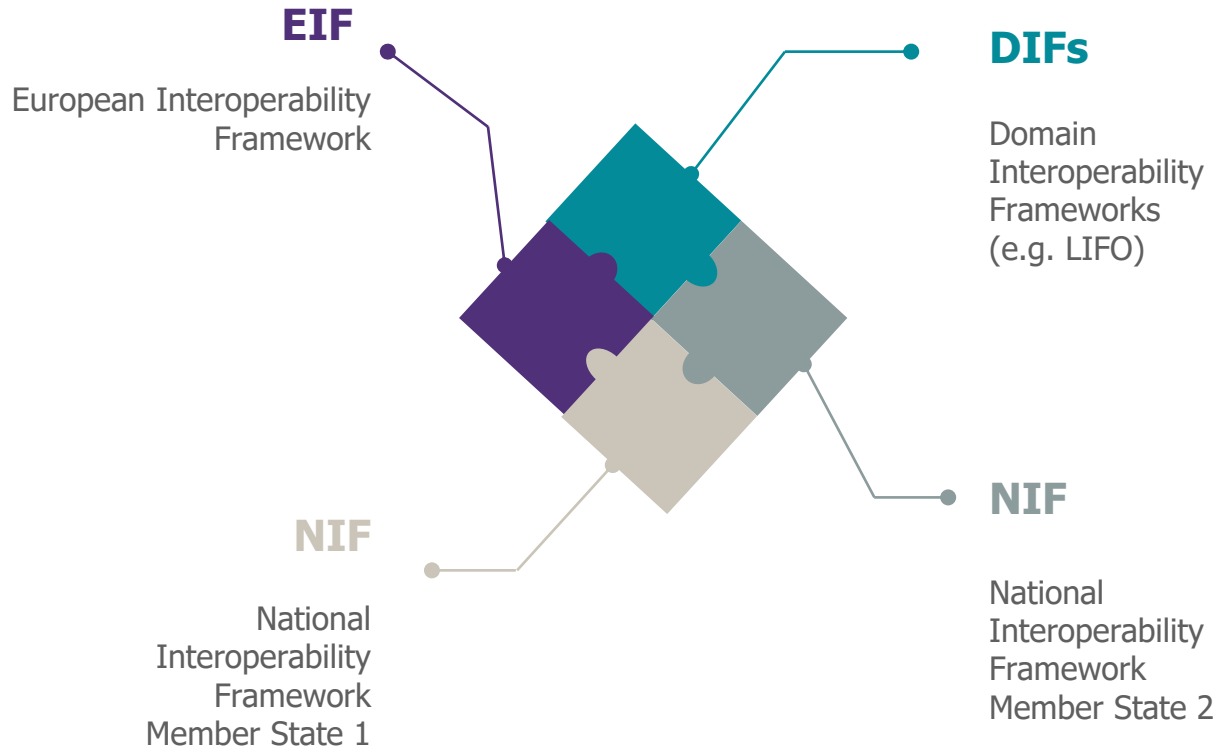 EIF
European Interoperability
Framework
DIFs
Domain
Interoperability
Frameworks
(e.g. LIFO)
NIF
National
Interoperability
Framework
Member State 1
NIF
National
Interoperability
Framework
Member State 2